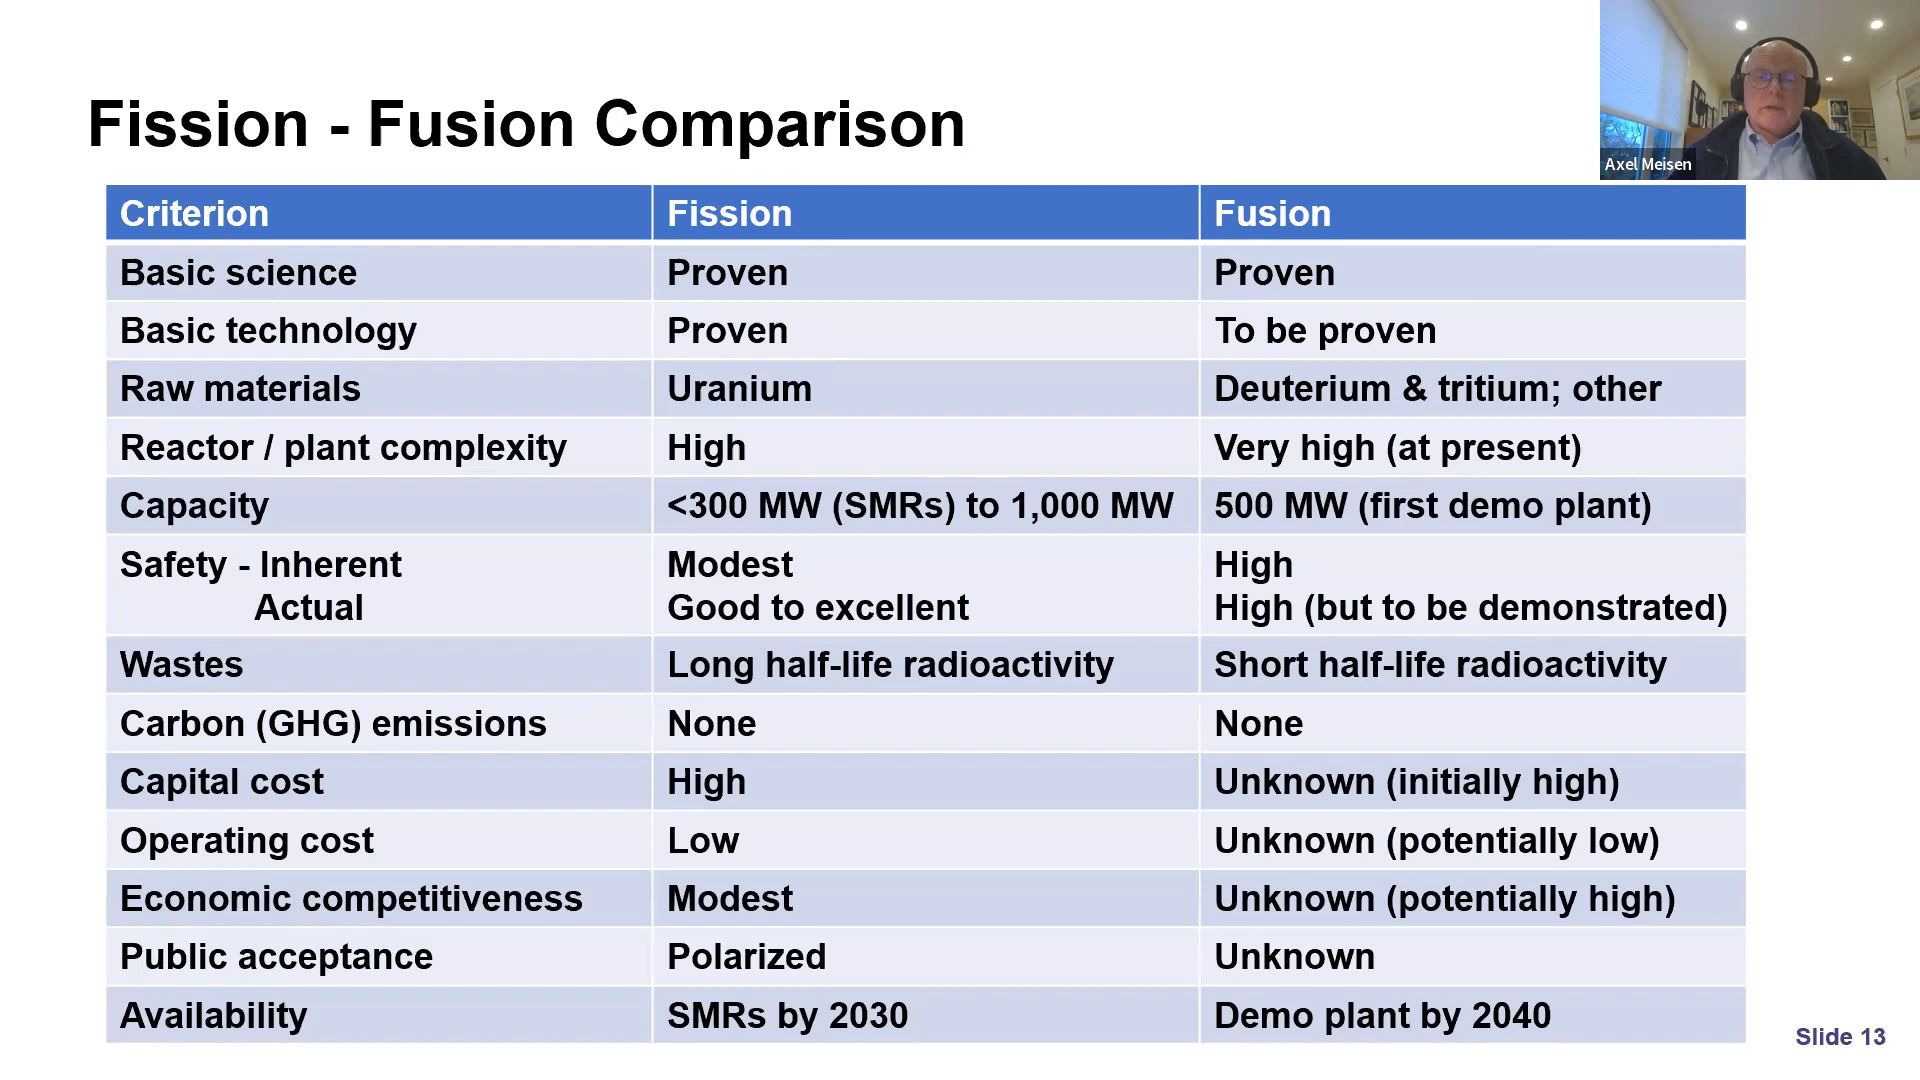 Fission - Fusion Comparison
Axel Meisen
Criterion Fission Fusion
Basic science Proven Proven
Basic technology Proven To be proven
Raw materials Uranium Deuterium & tritium; other
Reactor / plant complexity High Very high (at present)
Capacity <300 MW (SMRs) to 1,000 MW 500 MW (first demo plant)
Safety - Inherent Modest High
Actual Good to excellent High (but to be demonstrated)
Wastes Long half-life radioactivity Short half-life radioactivity
Carbon (GHG) emissions None None
Capital cost High Unknown (initially high)
Operating cost Low Unknown (potentially low)
Economic competitiveness Modest Unknown (potentially high)
Public acceptance Polarized Unknown
Availability SMRs by 2030 Demo plant by 2040
Slide 13